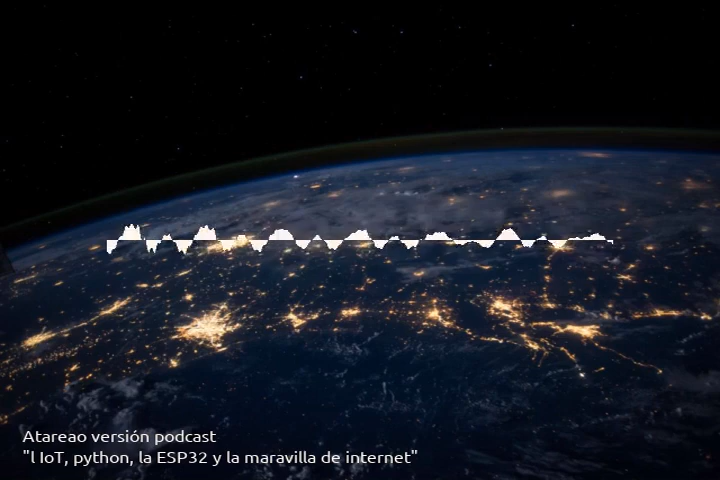 Atareao versión podcast
"l IoT, python, la ESP32 y la maravilla de internet"